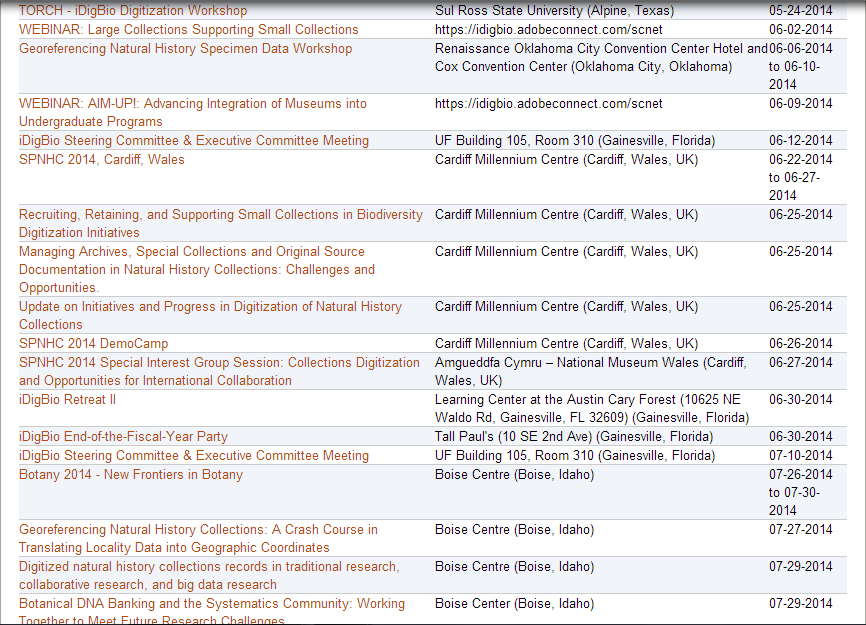 TORCH - iDigBio Digitization Workshop Sul Ross State University (Alpine, Texas) 05-24-2014
WEBINAR: Large Collections Supporting Small Collections https://idigbio.adobeconnect.com/scnet 06-02-2014
Georeferencing Natural History Specimen Data Workshop Renaissance Oklahoma City Convention Center Hotel and 06-06-2014
Cox Convention Center (Oklahoma City, Oklahoma) to 06-10-
2014
WEBINAR: AIM-UP!: Advancing Integration of Museums into https://idigbio.adobeconnect.com/scnet 06-09-2014
Undergraduate Programs
iDigBio Steering Committee & Executive Committee Meeting UF Building 105, Room 310 (Gainesville, Florida) 06-12-2014
SPNHC 2014, Cardiff, Wales Cardiff Millennium Centre (Cardiff, Wales, UK) 06-22-2014
to 06-27-
2014
Recruiting, Retaining, and Supporting Small Collections in Biodiversity Cardiff Millennium Centre (Cardiff, Wales, UK) 06-25-2014
Digitization Initiatives
Managing Archives, Special Collections and Original Source Cardiff Millennium Centre (Cardiff, Wales, UK) 06-25-2014
Documentation in Natural History Collections: Challenges and
Opportunities.
Update on Initiatives and Progress in Digitization of Natural History Cardiff Millennium Centre (Cardiff, Wales, UK) 06-25-2014
Collections
SPNHC 2014 DemoCamp Cardiff Millennium Centre (Cardiff, Wales, UK) 06-26-2014
SPNHC 2014 Special Interest Group Session: Collections Digitization Amgueddfa Cymru – National Museum Wales (Cardiff, 06-27-2014
and Opportunities for International Collaboration Wales, UK)
iDigBio Retreat II Learning Center at the Austin Cary Forest (10625 NE 06-30-2014
Waldo Rd, Gainesville, FL 32609) (Gainesville, Florida)
iDigBio End-of-the-Fiscal-Year Party Tall Paul's (10 SE 2nd Ave) (Gainesville, Florida) 06-30-2014
iDigBio Steering Committee & Executive Committee Meeting UF Building 105, Room 310 (Gainesville, Florida) 07-10-2014
Botany 2014 - New Frontiers in Botany Boise Centre (Boise, Idaho) 07-26-2014
to 07-30-
2014
Georeferencing Natural History Collections: A Crash Course in Boise Centre (Boise, Idaho) 07-27-2014
Translating Locality Data into Geographic Coordinates
Digitized natural history collections records in traditional research, Boise Centre (Boise, Idaho) 07-29-2014
collaborative research, and big data research
Botanical DNA Banking and the Systematics Community: Working Boise Center (Boise, Idaho) 07-29-2014
Together to Meet Future Research Challenges